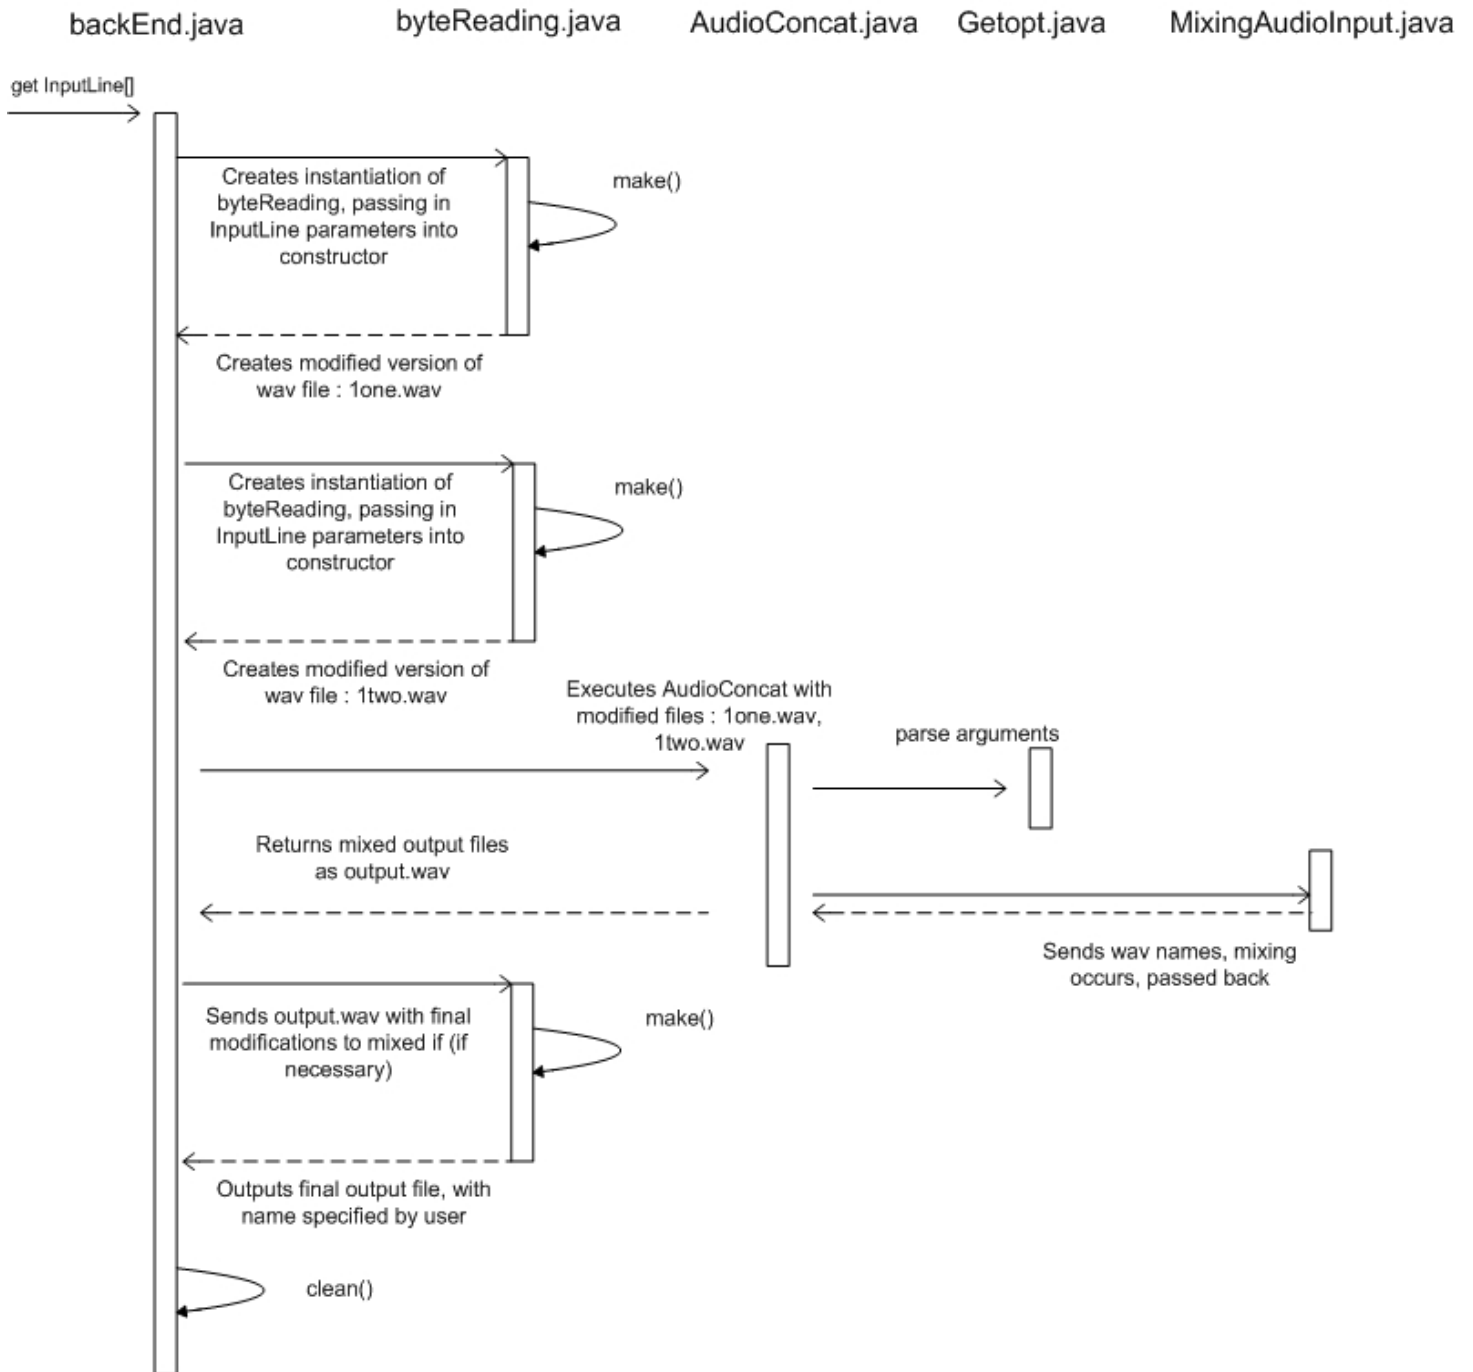 backEnd.java
byteReading.java
AudioConcat.java
Getopt.java
MixingAudioInput.java
get InputLine[]
Creates instantiation of
byteReading, passing in
InputLine parameters into
constructor
make()
Creates modified version of
wav file : 1one.wav
Creates instantiation of
byteReading, passing in
InputLine parameters into
constructor
make()
Creates modified version of
wav file : 1two.wav
Executes AudioConcat with
modified files : 1one.wav,
1two.wav
parse arguments
Returns mixed output files
as output.wav
Sends wav names, mixing
occurs, passed back
Sends output.wav with final
modifications to mixed if (if
necessary)
make()
Outputs final output file, with
name specified by user
clean()